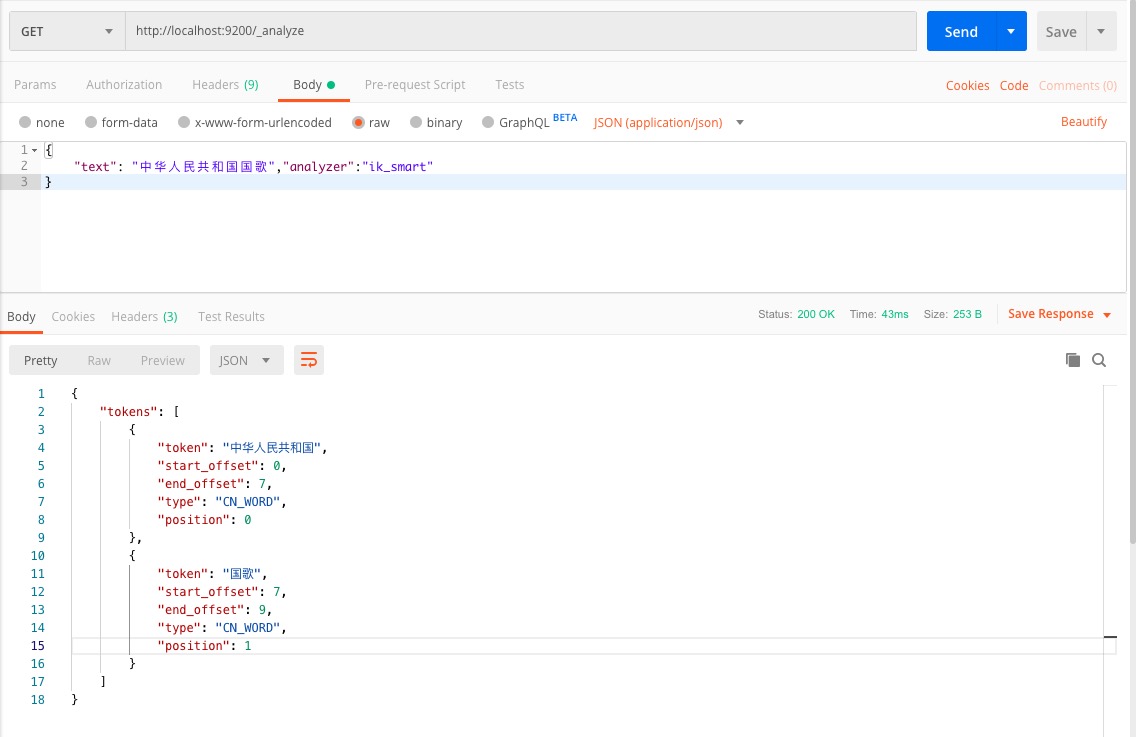 GET http://localhost:9200/_analyze Send Save
Params Authorization Headers (9) Body Pre-request Script Tests Cookies Code Comments (0)
none form-data x-www-form-urlencoded raw binary GraphQL BETA JSON (application/json) Beautify
1 {
2 "text": "中华人民共和国国歌","analyzer":"ik_smart"
3 }
Body Cookies Headers (3) Test Results Status: 200 OK Time: 43ms Size: 253 B Save Response
Pretty Raw Preview JSON
1 {
2 "tokens": [
3 {
4 "token": "中华人民共和国",
5 "start_offset": 0,
6 "end_offset": 7,
7 "type": "CN_WORD",
8 "position": 0
9 },
10 {
11 "token": "国歌",
12 "start_offset": 7,
13 "end_offset": 9,
14 "type": "CN_WORD",
15 "position": 1
16 }
17 ]
18 }